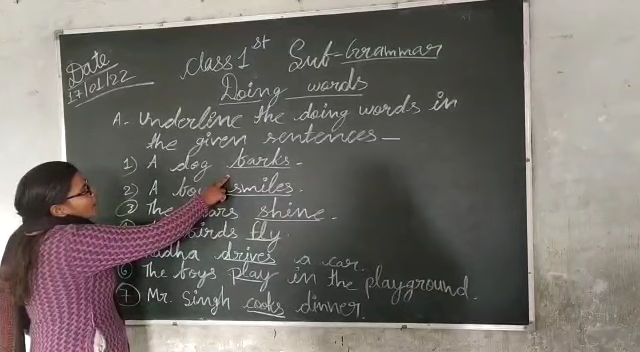 Date
17/01/22
Class 1st Sub-Grammar
Doing words
A- Underline the doing words in
the given sentences-
1) A dog barks.
2) A boy smiles.
3 The stars shine.
birds fly.
Radha drives a car.
6 The boys play in the playground.
7 Mr. Singh cooks dinner.